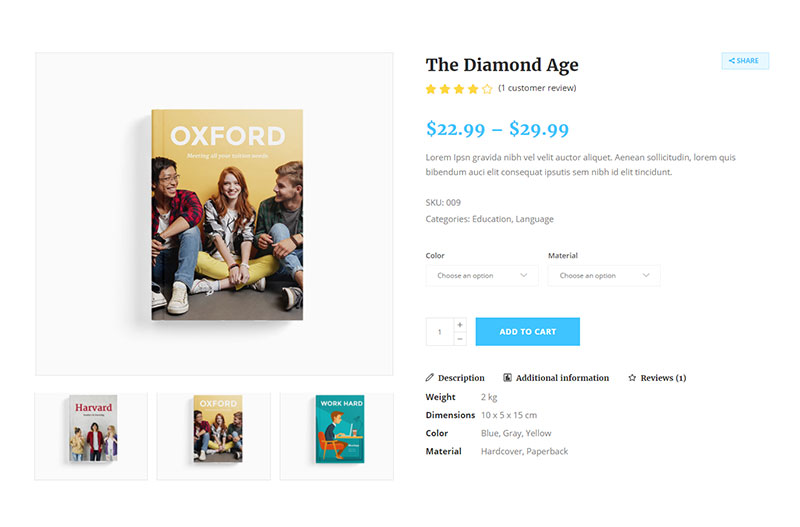 OXFORD
Meeting all your tuition needs
Harvard
OXFORD
WORK HARD
The Diamond Age
SHARE
(1 customer review)
$22.99 – $29.99
Lorem Ipsn gravida nibh vel velit auctor aliquet. Aenean sollicitudin, lorem quis
bibendum auci elit consequat ipsutis sem nibh id elit tincidunt.
SKU: 009
Categories: Education, Language
Color Material
Choose an option Choose an option
1 + − ADD TO CART
Description Additional information Reviews (1)
Weight 2 kg
Dimensions 10 x 5 x 15 cm
Color Blue, Gray, Yellow
Material Hardcover, Paperback